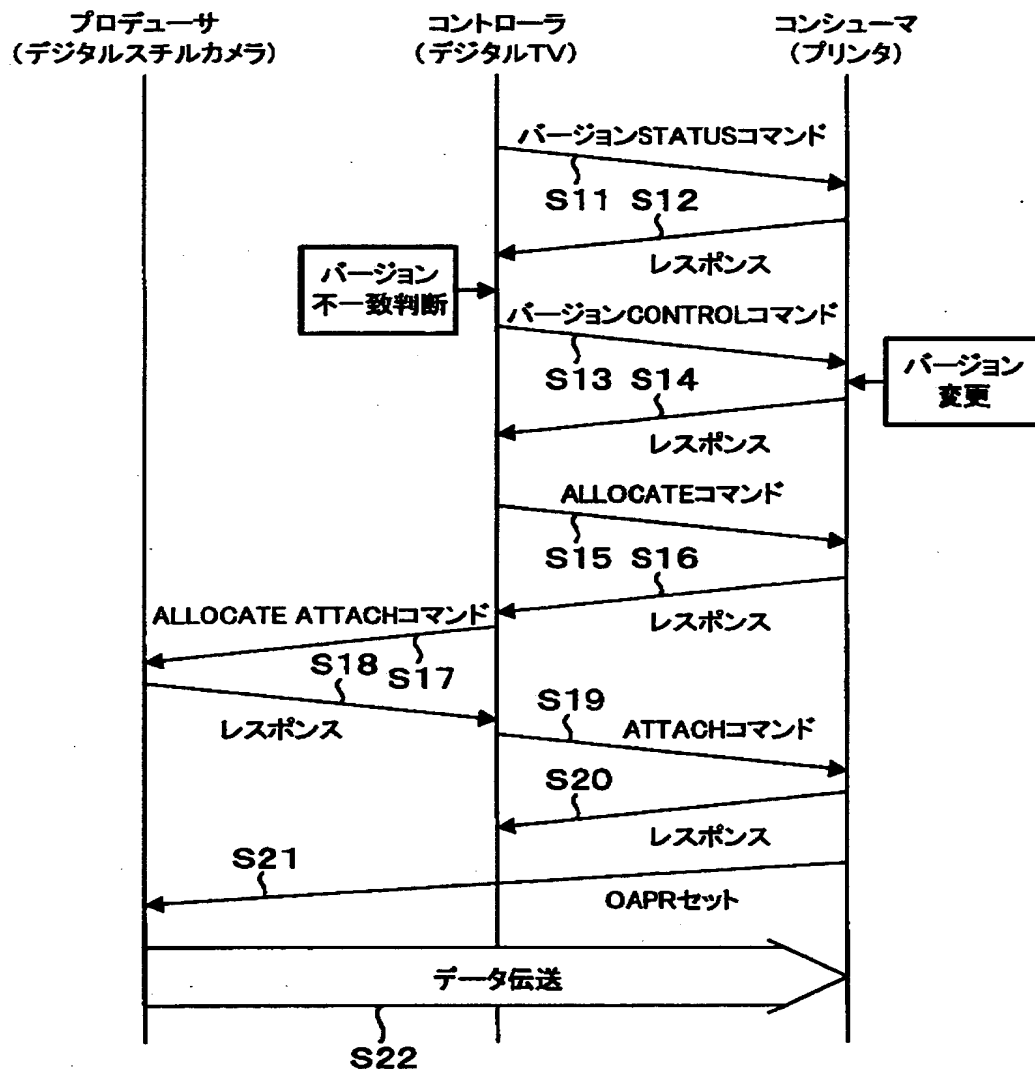 プロデューサ
(デジタルスチルカメラ)
コントローラ
(デジタルTV)
コンシューマ
(プリンタ)
バージョンSTATUSコマンド
S11 S12
レスポンス
バージョン
不一致判断
バージョンCONTROLコマンド
S13 S14
バージョン
変更
レスポンス
ALLOCATEコマンド
S15 S16
レスポンス
ALLOCATE ATTACHコマンド
S18 S17
レスポンス
S19
ATTACHコマンド
S20
レスポンス
S21
OAPRセット
データ伝送
S22